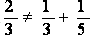 2/3 ≠ 1/3 + 1/5